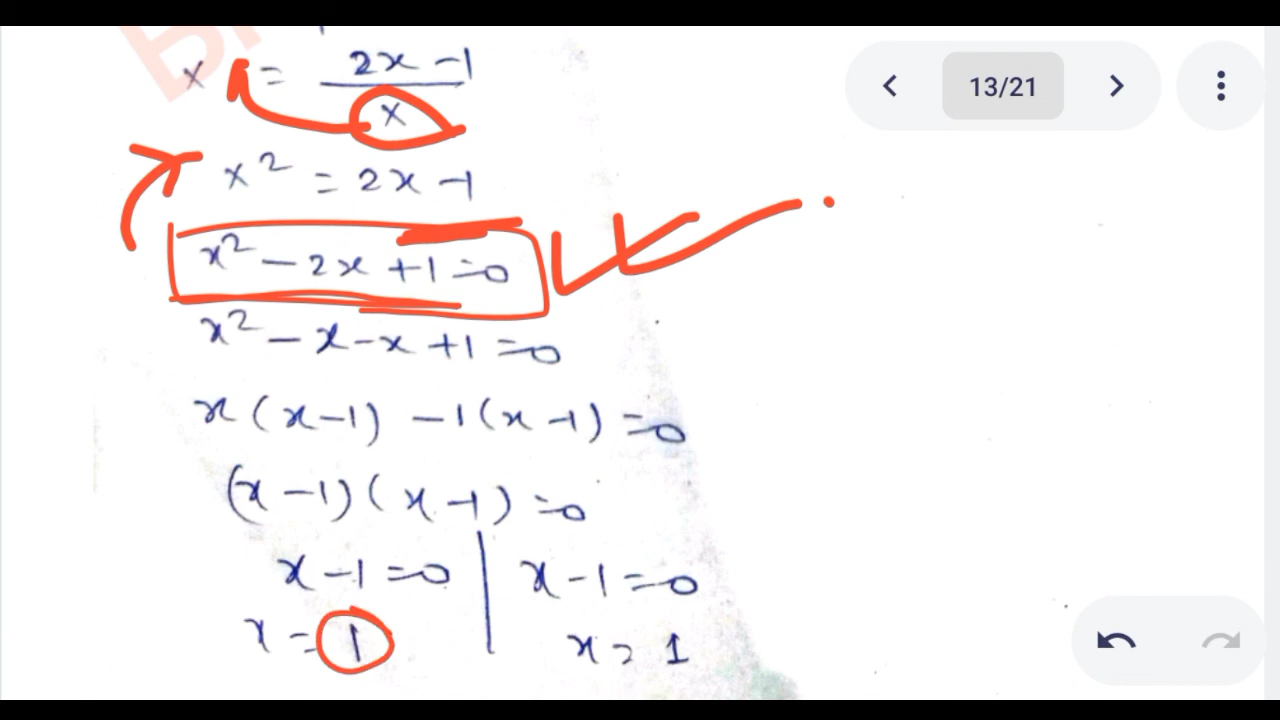 13/21
x = 2x - 1 / x
x² = 2x - 1
x² - 2x + 1 = 0
x² - x - x + 1 = 0
x(x-1) - 1(x-1) = 0
(x-1)(x-1) = 0
x - 1 = 0 | x - 1 = 0
x = 1 | x = 1